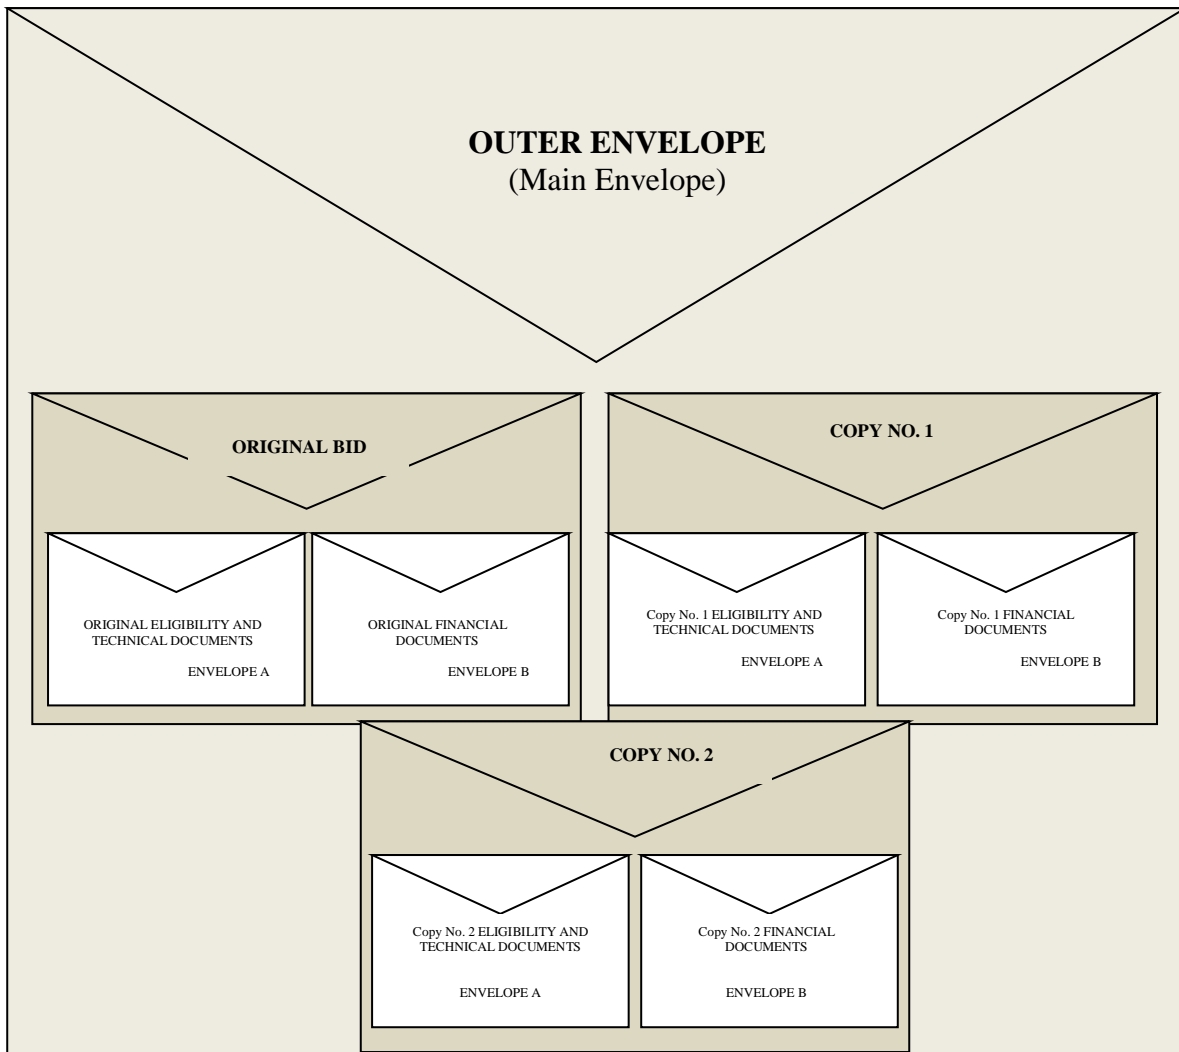 OUTER ENVELOPE
(Main Envelope)
ORIGINAL BID
COPY NO. 1
ORIGINAL ELIGIBILITY AND
TECHNICAL DOCUMENTS
ENVELOPE A
ORIGINAL FINANCIAL
DOCUMENTS
ENVELOPE B
Copy No. 1 ELIGIBILITY AND
TECHNICAL DOCUMENTS
ENVELOPE A
Copy No. 1 FINANCIAL
DOCUMENTS
ENVELOPE B
COPY NO. 2
Copy No. 2 ELIGIBILITY AND
TECHNICAL DOCUMENTS
ENVELOPE A
Copy No. 2 FINANCIAL
DOCUMENTS
ENVELOPE B